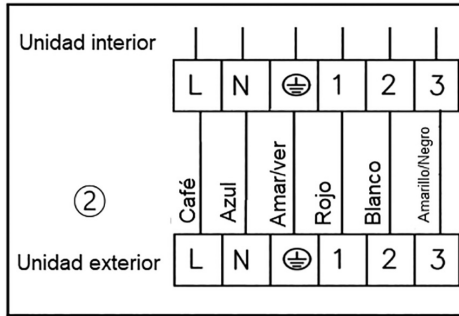 Unidad interior
L N 1 2 3
Café
Azul
Amar/ver
Rojo
Blanco
Amarillo/Negro
②
Unidad exterior
L N 1 2 3